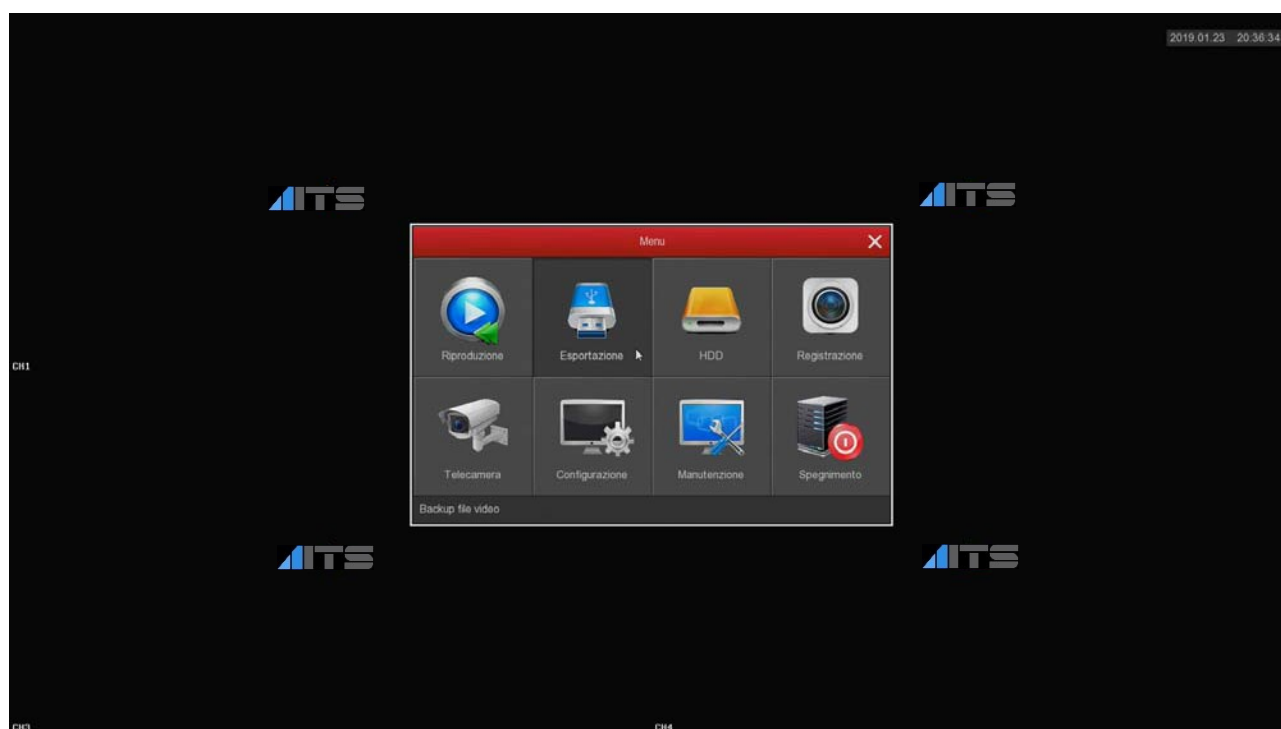 2019.01.23 20:36:34
ITS ITS
Menu
Riproduzione Esportazione HDD Registrazione
CH1
Telecamera Configurazione Manutenzione Spegnimento
Backup file video
ITS ITS
CH3 CH4